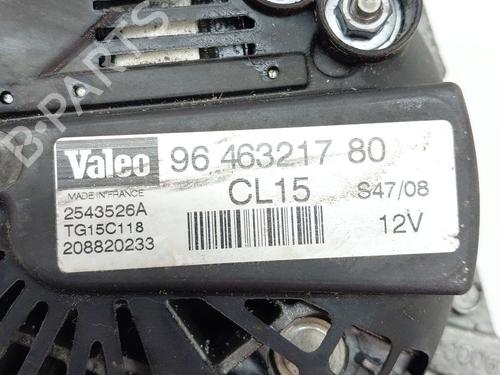 B-PARTS
Valeo 96 463217 80
MADE IN FRANCE CL15 S47/08
2543526A
TG15C118 12V
208820233